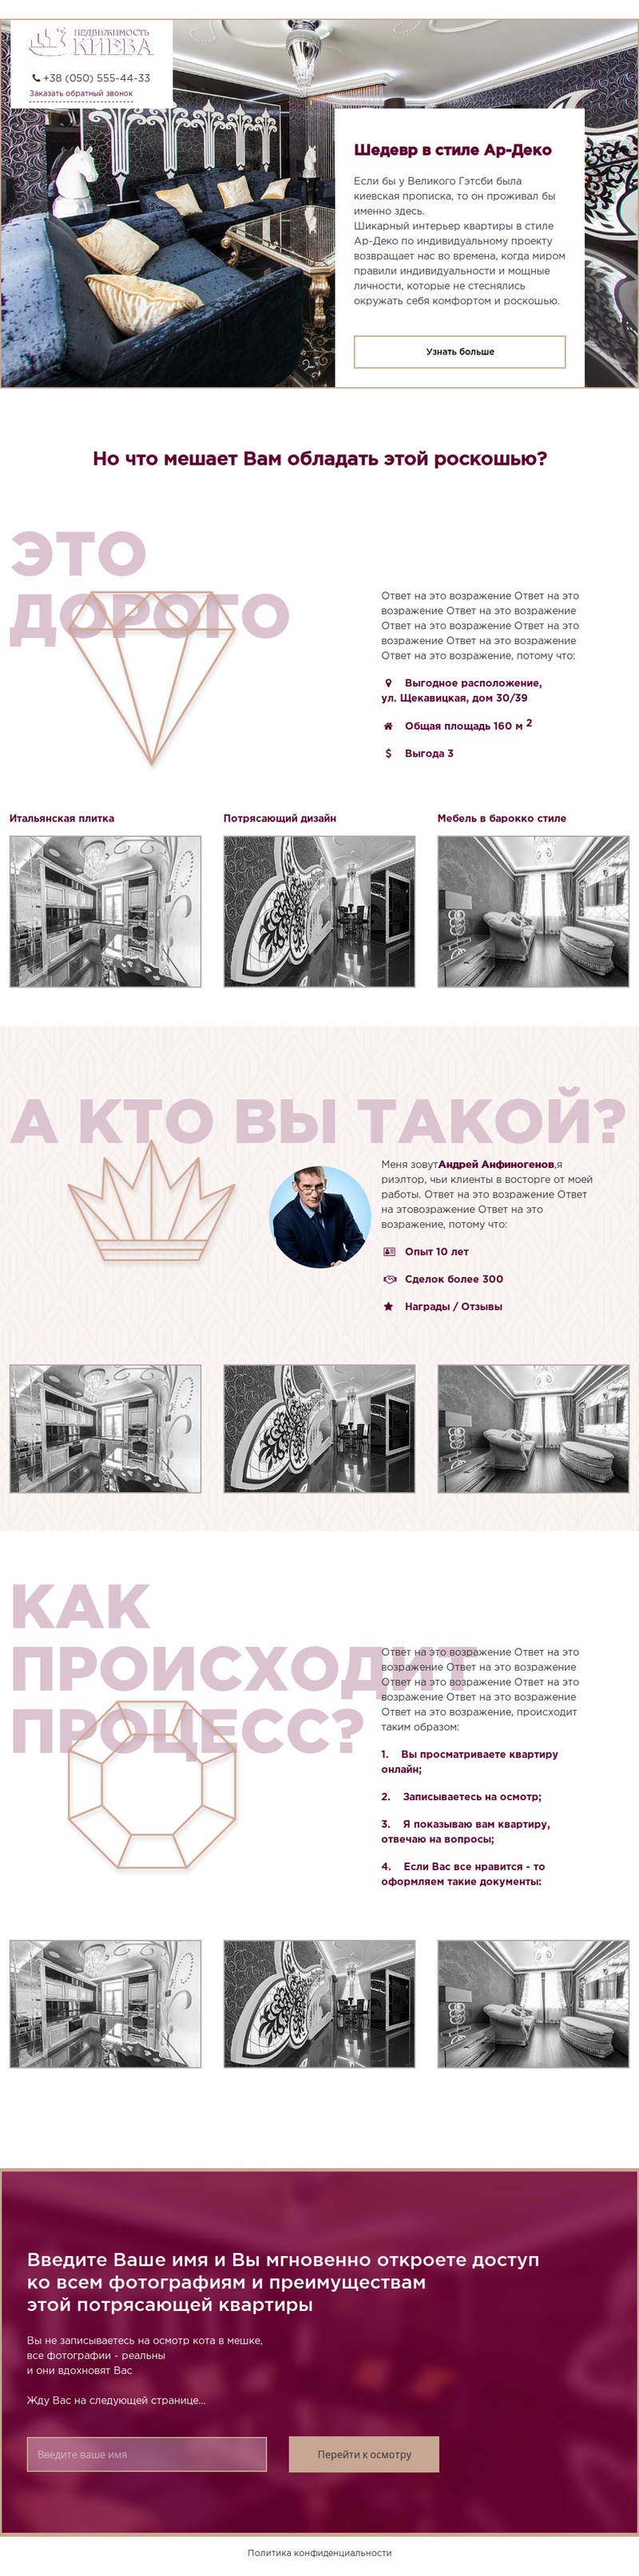 НЕДВИЖИМОСТЬ
КИЕВА
+38 (050) 555-44-33
Заказать обратный звонок
Шедевр в стиле Ар-Деко
Если бы у Великого Гэтсби была
киевская прописка, то он проживал бы
именно здесь.
Шикарный интерьер квартиры в стиле
Ар-Деко по индивидуальному проекту
возвращает нас во времена, когда миром
правили индивидуальности и мощные
личности, которые не стеснялись
окружать себя комфортом и роскошью.
Узнать больше
Но что мешает Вам обладать этой роскошью?
ЭТО
ДОРОГО
Ответ на это возражение Ответ на это
возражение Ответ на это возражение
Ответ на это возражение Ответ на это
возражение Ответ на это возражение
Ответ на это возражение, потому что:
Выгодное расположение,
ул. Щекавицкая, дом 30/39
Общая площадь 160 м 2
Выгода 3
Итальянская плитка
Потрясающий дизайн
Мебель в барокко стиле
А КТО ВЫ ТАКОЙ?
Меня зовутАндрей Анфиногенов,я
риэлтор, чьи клиенты в восторге от моей
работы. Ответ на это возражение Ответ
на этовозражение Ответ на это
возражение, потому что:
Опыт 10 лет
Сделок более 300
Награды / Отзывы
КАК
ПРОИСХОДИТ
ПРОЦЕСС?
Ответ на это возражение Ответ на это
возражение Ответ на это возражение
Ответ на это возражение Ответ на это
возражение Ответ на это возражение
Ответ на это возражение, происходит
таким образом:
1. Вы просматриваете квартиру
онлайн;
2. Записываетесь на осмотр;
3. Я показываю вам квартиру,
отвечаю на вопросы;
4. Если Вас все нравится - то
оформляем такие документы:
Введите Ваше имя и Вы мгновенно откроете доступ
ко всем фотографиям и преимуществам
этой потрясающей квартиры
Вы не записываетесь на осмотр кота в мешке,
все фотографии - реальны
и они вдохновят Вас
Жду Вас на следующей странице...
Введите ваше имя
Перейти к осмотру
Политика конфиденциальности